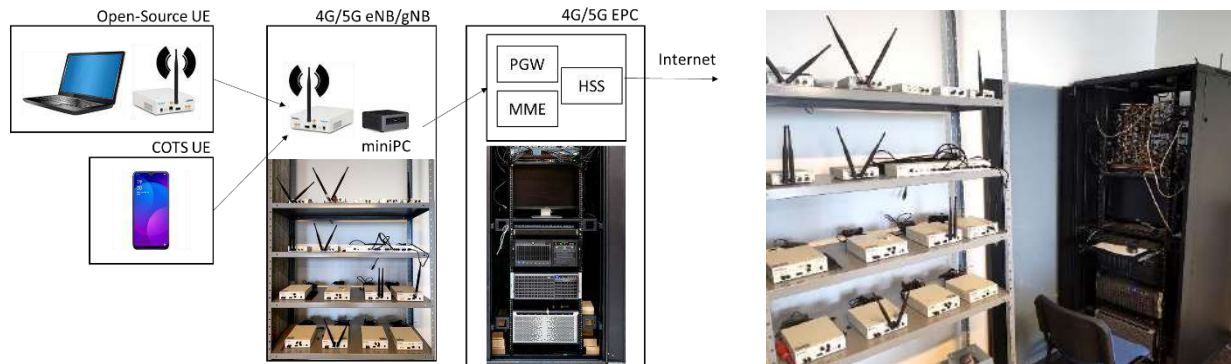 Open-Source UE
4G/5G eNB/gNB
4G/5G EPC
PGW
HSS
MME
Internet
miniPC
COTS UE